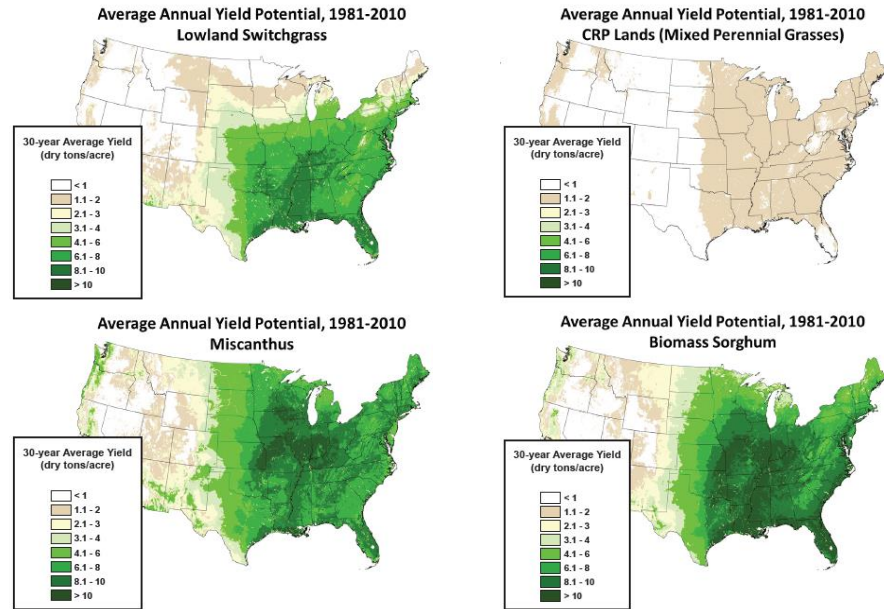 Average Annual Yield Potential, 1981-2010
Lowland Switchgrass
30-year Average Yield
(dry tons/acre)
< 1
1.1 - 2
2.1 - 3
3.1 - 4
4.1 - 6
6.1 - 8
8.1 - 10
> 10
Average Annual Yield Potential, 1981-2010
CRP Lands (Mixed Perennial Grasses)
30-year Average Yield
(dry tons/acre)
< 1
1.1 - 2
2.1 - 3
3.1 - 4
4.1 - 6
6.1 - 8
8.1 - 10
> 10
Average Annual Yield Potential, 1981-2010
Miscanthus
30-year Average Yield
(dry tons/acre)
< 1
1.1 - 2
2.1 - 3
3.1 - 4
4.1 - 6
6.1 - 8
8.1 - 10
> 10
Average Annual Yield Potential, 1981-2010
Biomass Sorghum
30-year Average Yield
(dry tons/acre)
< 1
1.1 - 2
2.1 - 3
3.1 - 4
4.1 - 6
6.1 - 8
8.1 - 10
> 10